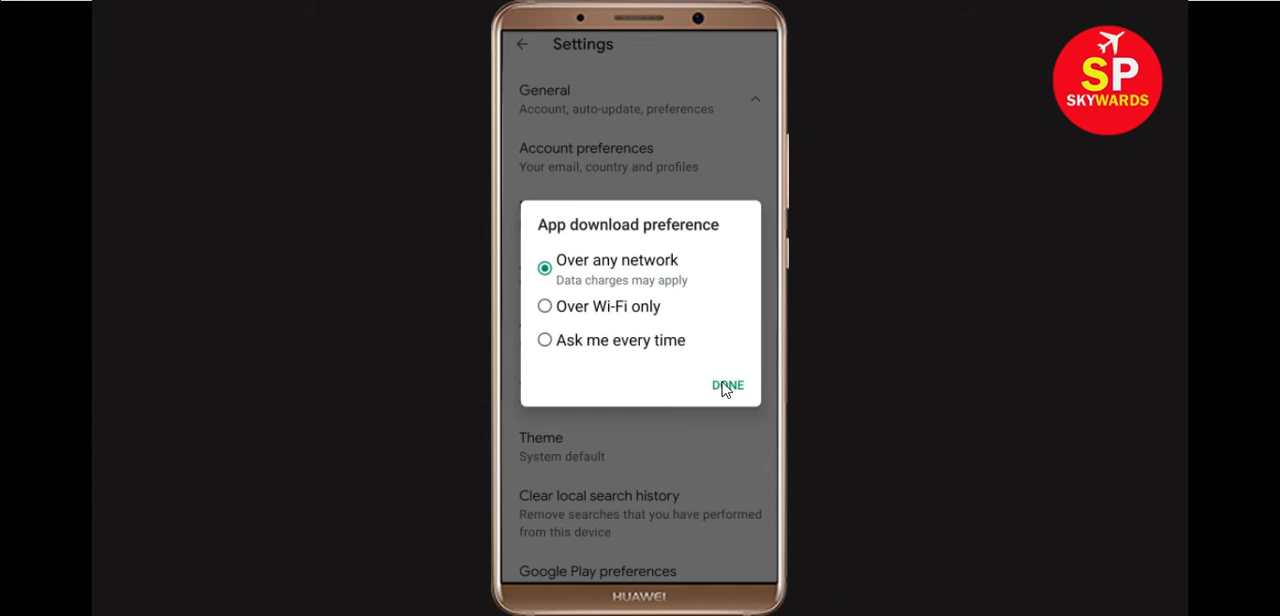 Settings
General
Account, auto-update, preferences
Account preferences
Your email, country and profiles
App download preference
Over any network
Data charges may apply
Over Wi-Fi only
Ask me every time
DONE
Theme
System default
Clear local search history
Remove searches that you have performed
from this device
Google Play preferences
HUAWEI
SP
SKYWARDS